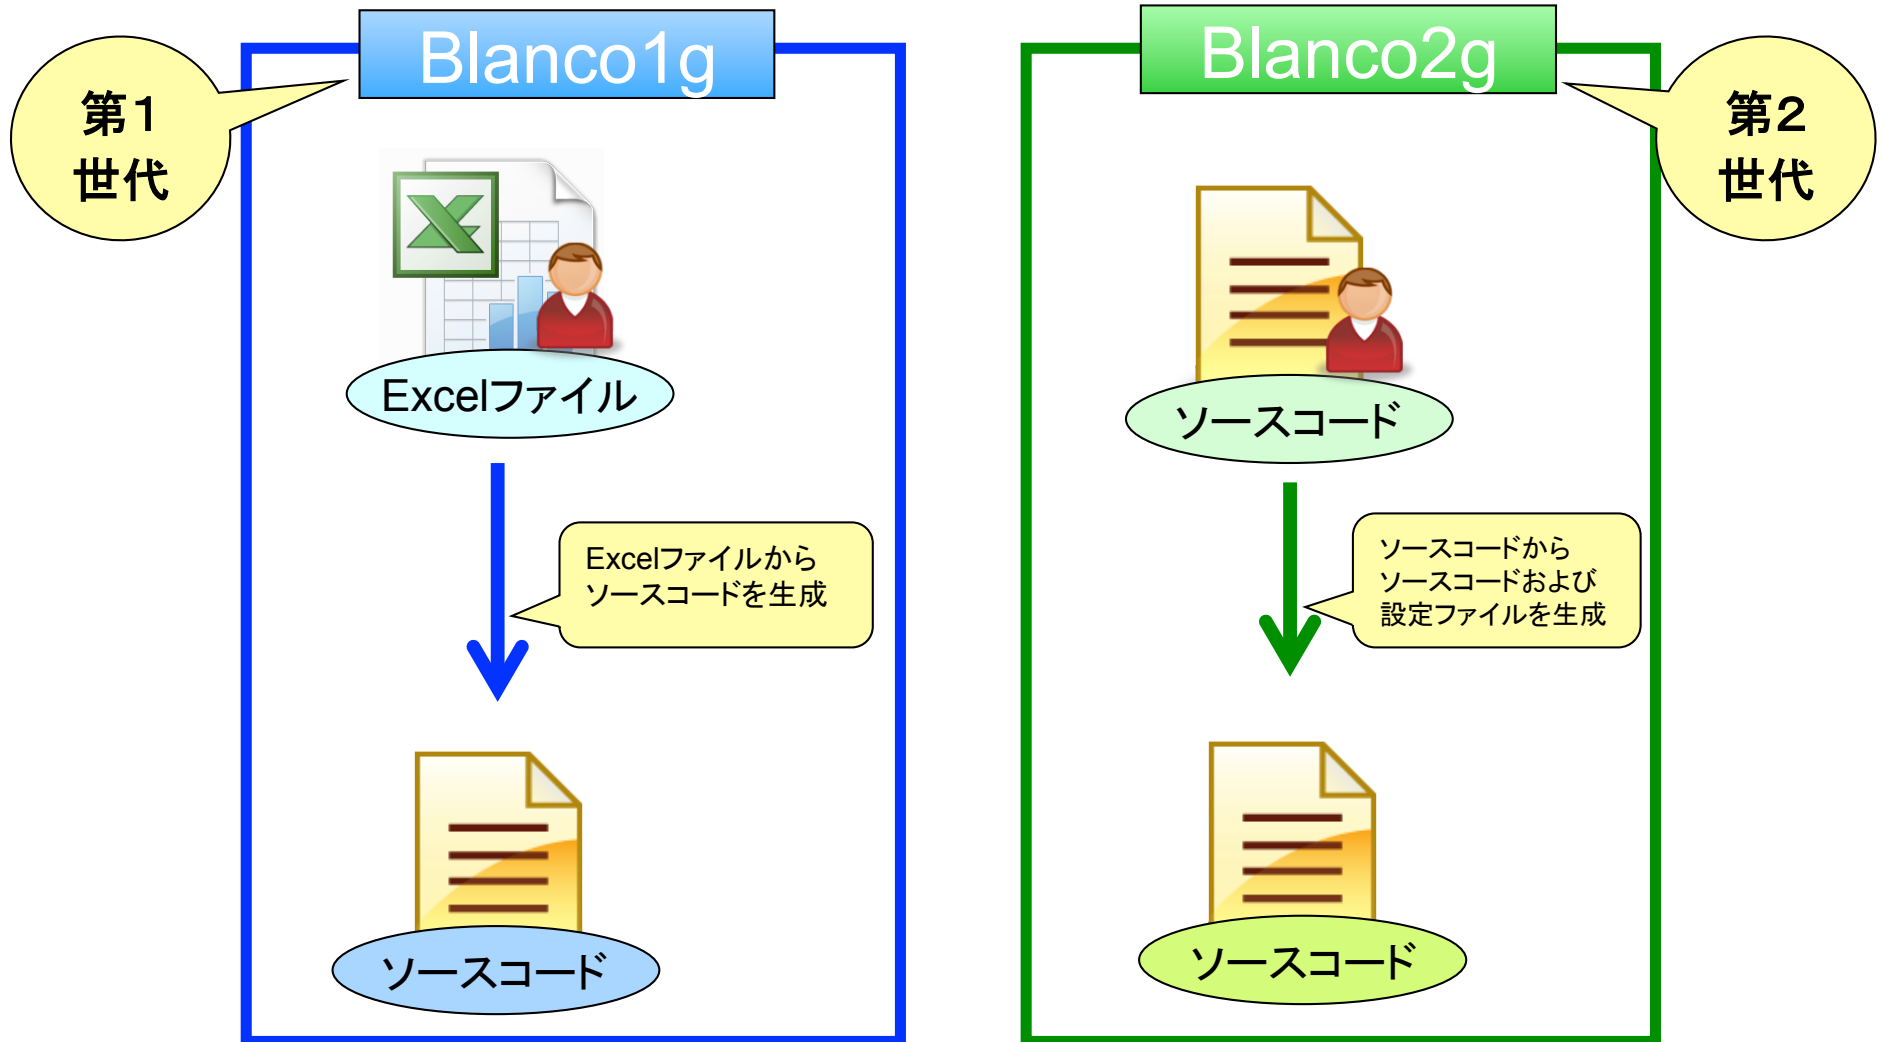 Blanco1g
第1
世代
Excelファイル
Excelファイルから
ソースコードを生成
ソースコード
Blanco2g
第2
世代
ソースコード
ソースコードから
ソースコードおよび
設定ファイルを生成
ソースコード